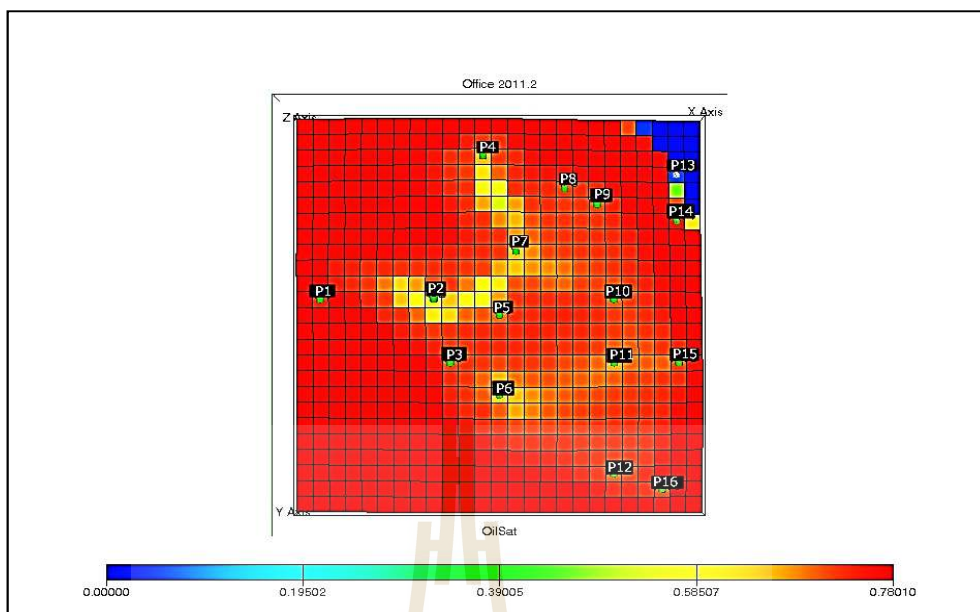 Office 2011.2
Z Axis
X Axis
P4
P13
P8
P9
P14
P7
P1
P2
P10
P5
P3
P11
P15
P6
P12
P16
Y Axis
OilSat
0.00000 0.19502 0.39005 0.58507 0.78010